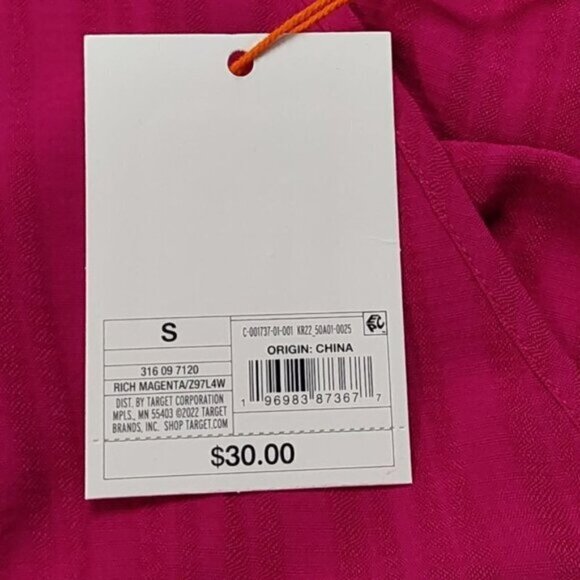 S
316 09 7120
RICH MAGENTA/Z97L4W
DIST. BY TARGET CORPORATION
MPLS., MN 55403 ©2022 TARGET
BRANDS, INC. SHOP TARGET.COM
C-001737-01-001 KR22_50A01-0025
ORIGIN: CHINA
1 96983 87367 7
$30.00